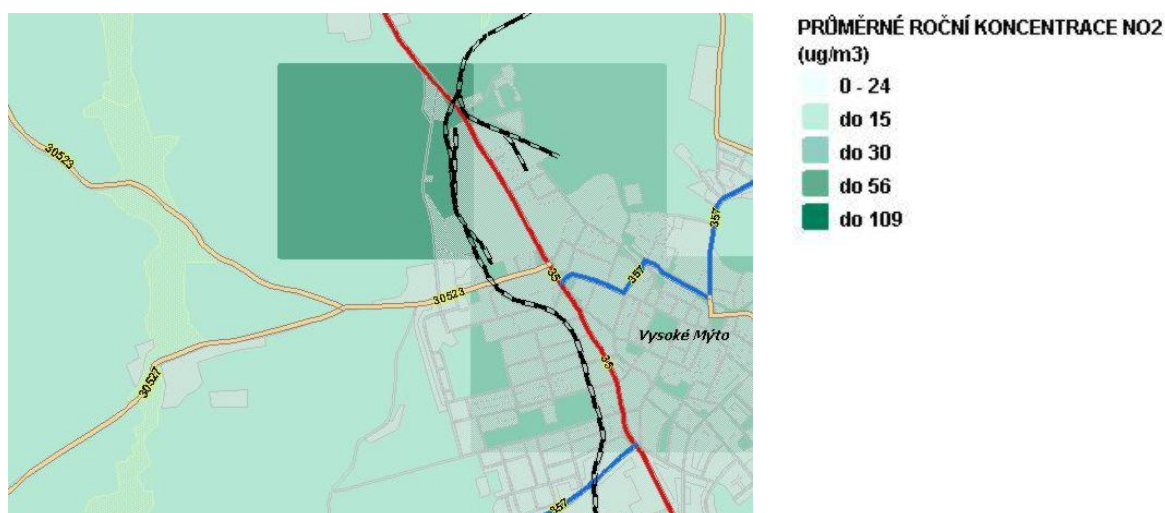 PRŮMĚRNÉ ROČNÍ KONCENTRACE NO2
(ug/m3)
0 - 24
do 15
do 30
do 56
do 109
30523
357
35
357
30523
Vysoké Mýto
35
30527
357